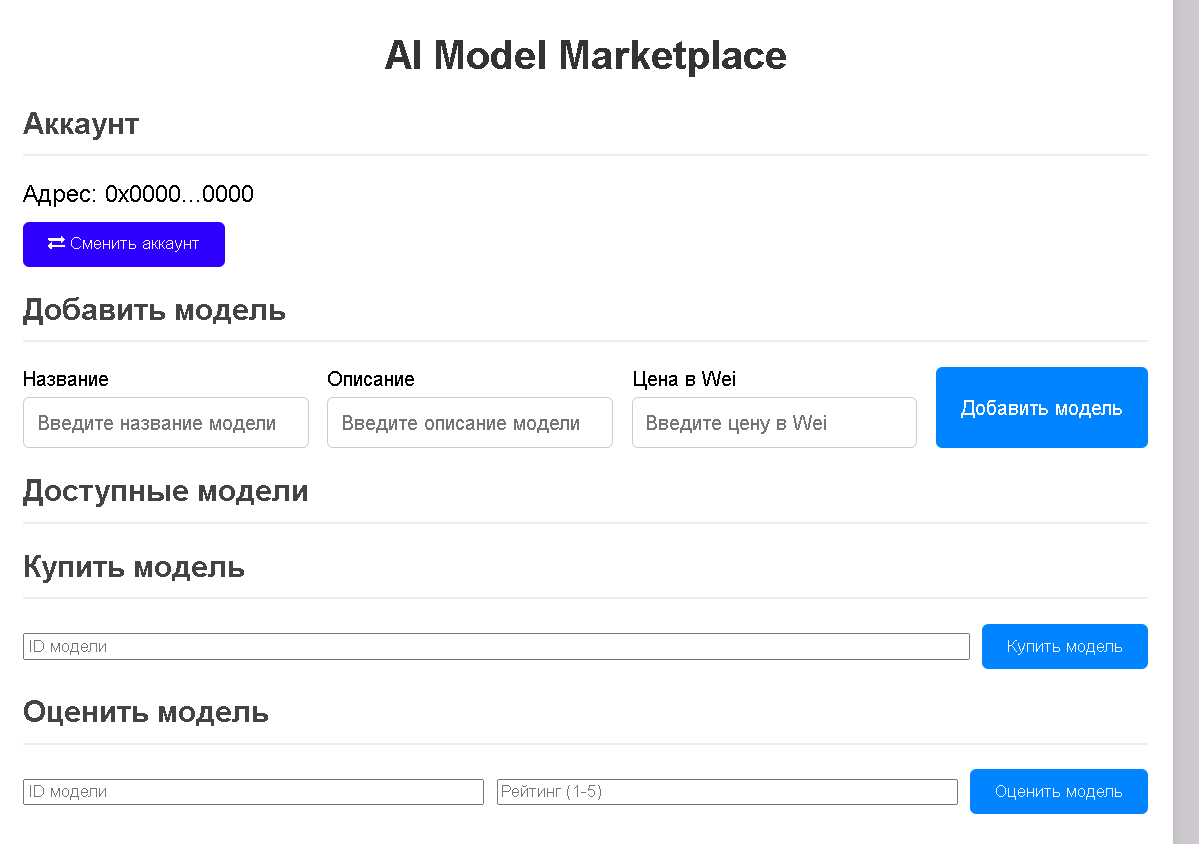 AI Model Marketplace
Аккаунт
Адрес: 0x0000...0000
Сменить аккаунт
Добавить модель
Название
Описание
Цена в Wei
Введите название модели
Введите описание модели
Введите цену в Wei
Добавить модель
Доступные модели
Купить модель
ID модели
Купить модель
Оценить модель
ID модели
Рейтинг (1-5)
Оценить модель